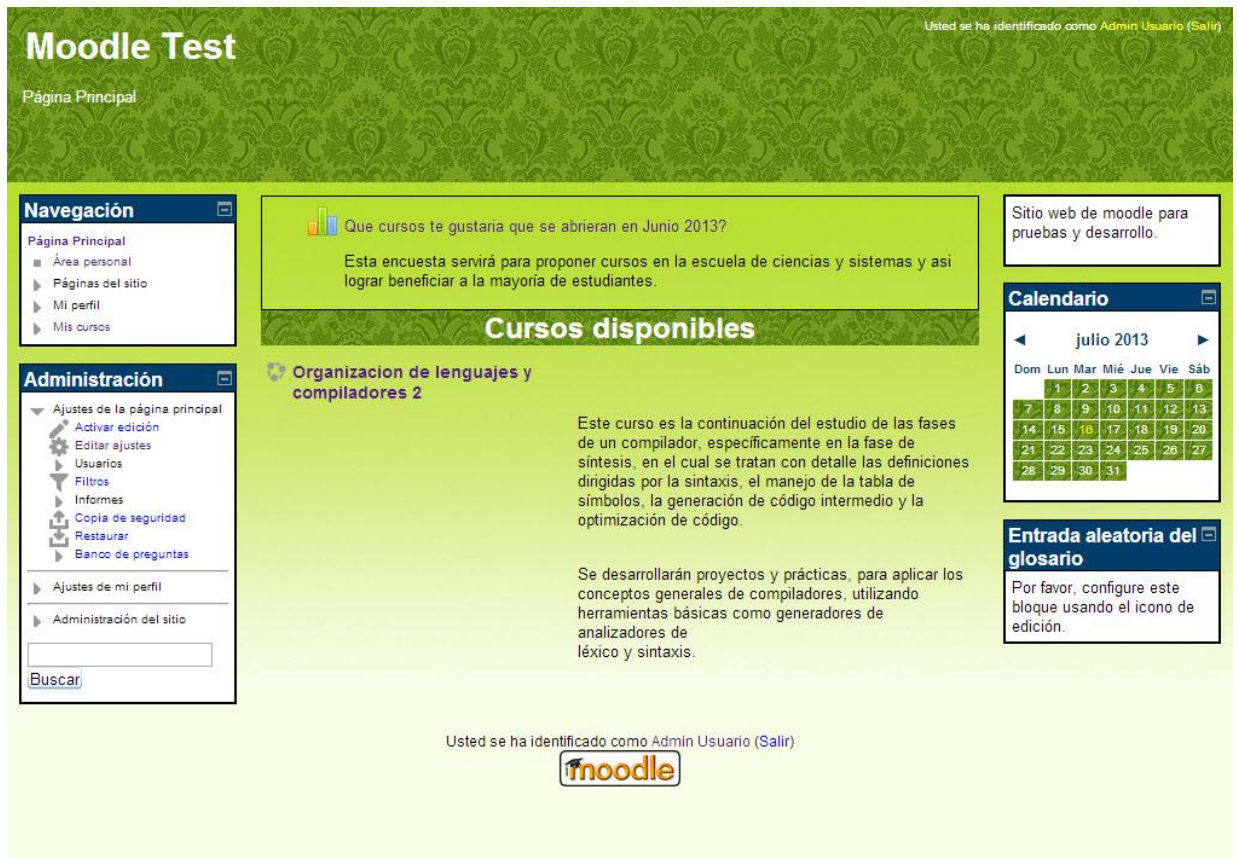 Moodle Test
Usted se ha identificado como Admin Usuario (Salir)
Página Principal
Navegación
Página Principal
Área personal
Páginas del sitio
Mi perfil
Mis cursos
Administración
Ajustes de la página principal
Activar edición
Editar ajustes
Usuarios
Filtros
Informes
Copia de seguridad
Restaurar
Banco de preguntas
Ajustes de mi perfil
Administración del sitio
Buscar
Que cursos te gustaria que se abrieran en Junio 2013?
Esta encuesta servirá para proponer cursos en la escuela de ciencias y sistemas y asi
lograr beneficiar a la mayoría de estudiantes.
Cursos disponibles
Organizacion de lenguajes y
compiladores 2
Este curso es la continuación del estudio de las fases
de un compilador, específicamente en la fase de
síntesis, en el cual se tratan con detalle las definiciones
dirigidas por la sintaxis, el manejo de la tabla de
símbolos, la generación de código intermedio y la
optimización de código.
Se desarrollarán proyectos y prácticas, para aplicar los
conceptos generales de compiladores, utilizando
herramientas básicas como generadores de
analizadores de
léxico y sintaxis.
Sitio web de moodle para
pruebas y desarrollo.
Calendario
◄ julio 2013 ►
Dom Lun Mar Mié Jue Vie Sáb
1 2 3 4 5 6
7 8 9 10 11 12 13
14 15 16 17 18 19 20
21 22 23 24 25 26 27
28 29 30 31
Entrada aleatoria del
glosario
Por favor, configure este
bloque usando el icono de
edición.
Usted se ha identificado como Admin Usuario (Salir)
moodle